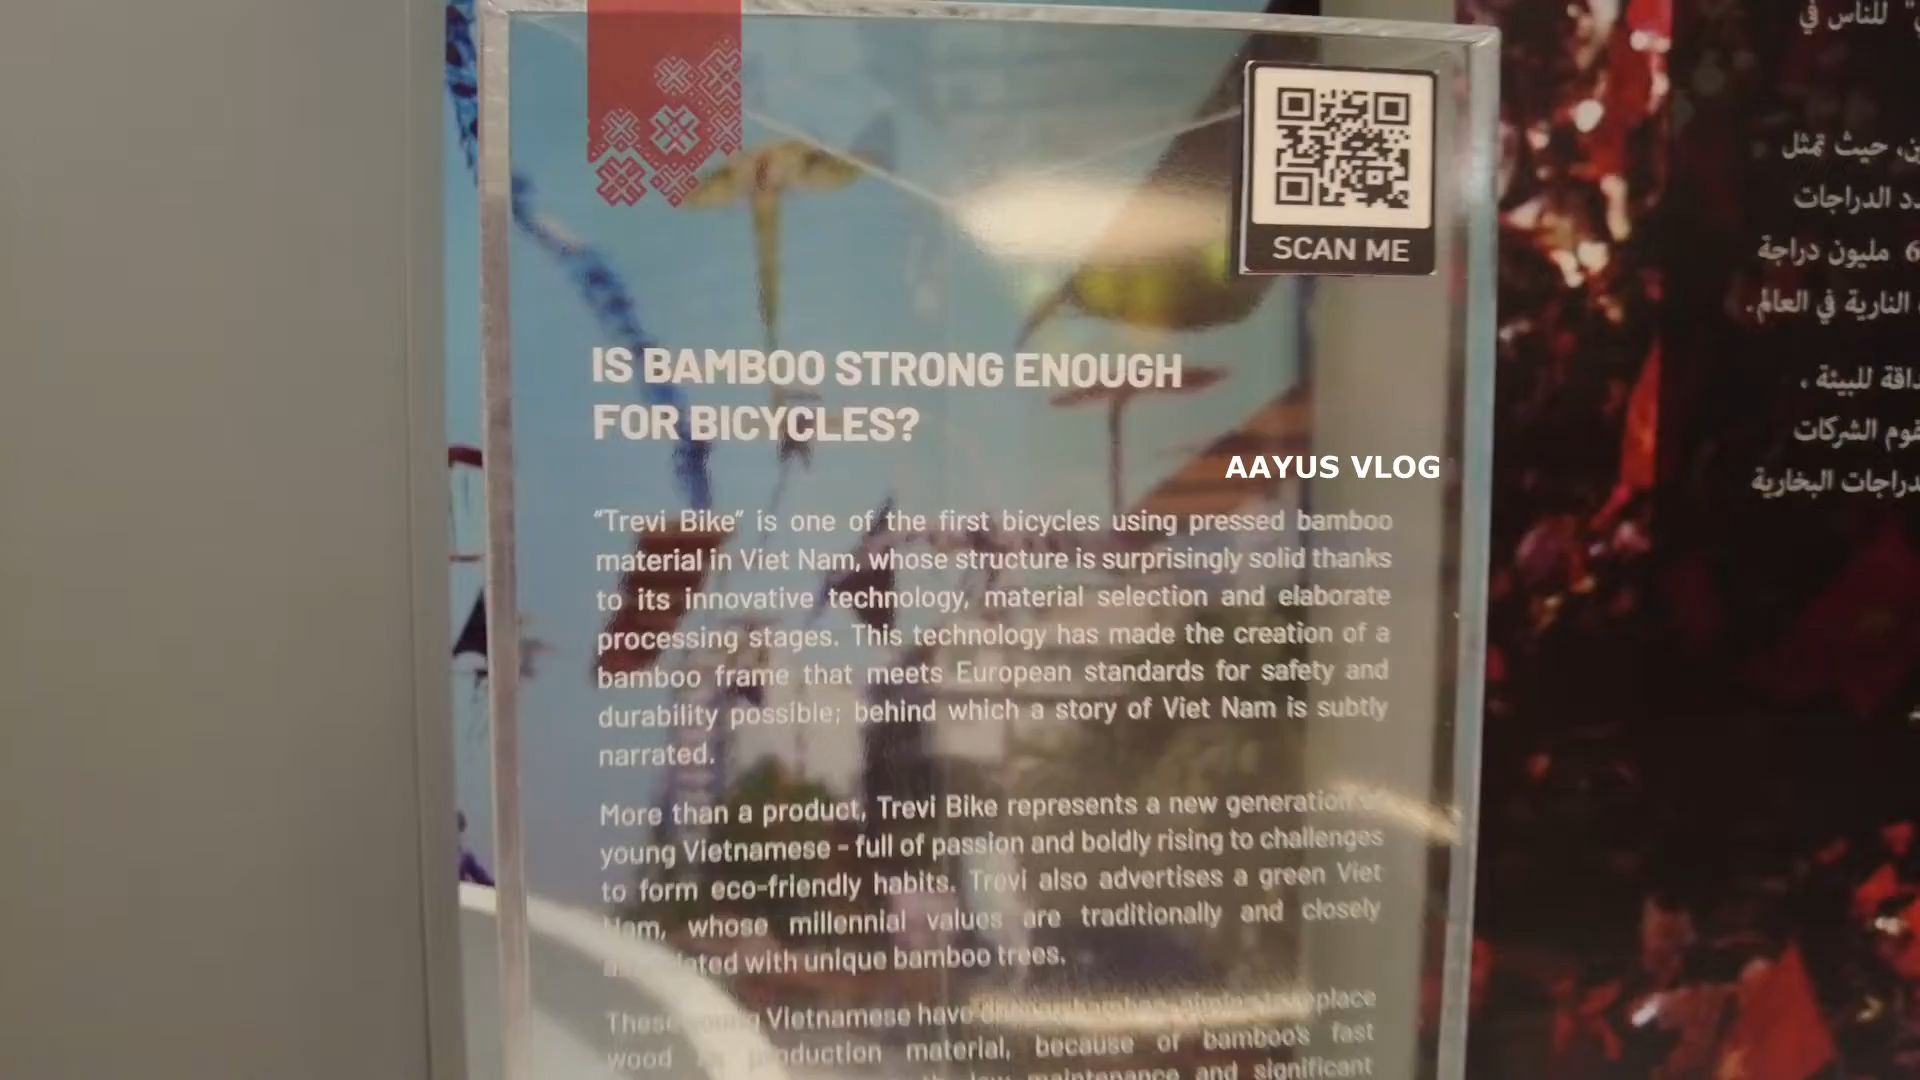 SCAN ME
IS BAMBOO STRONG ENOUGH
FOR BICYCLES?
AAYUS VLOG
"Trevi Bike" is one of the first bicycles using pressed bamboo
material in Viet Nam, whose structure is surprisingly solid thanks
to its innovative technology, material selection and elaborate
processing stages. This technology has made the creation of a
bamboo frame that meets European standards for safety and
durability possible; behind which a story of Viet Nam is subtly
narrated.
More than a product, Trevi Bike represents a new generation
young Vietnamese - full of passion and boldly rising to challenges
to form eco-friendly habits. Trevi also advertises a green Viet
Nam, whose millennial values are traditionally and closely
with unique bamboo trees.
Vietnamese have
wood material, because of bamboo's fast
maintenance and significant
للناس في
حيث تمثل
الدراجات
مليون دراجة
النارية في العالم.
للبيئة ،
الشركات
البخارية